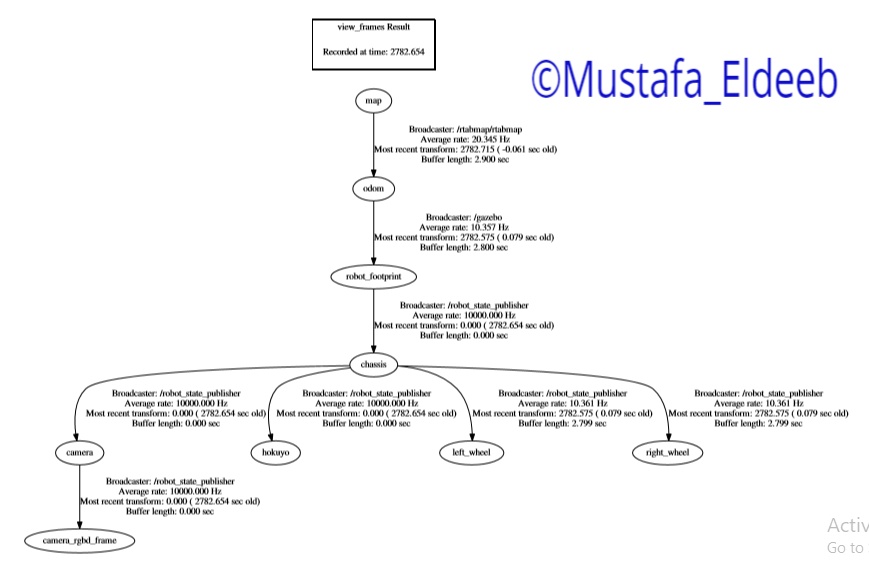 view_frames Result
Recorded at time: 2782.654
©Mustafa_Eldeeb
map
Broadcaster: /rtabmap/rtabmap
Average rate: 20.345 Hz
Most recent transform: 2782.715 ( -0.061 sec old)
Buffer length: 2.900 sec
odom
Broadcaster: /gazebo
Average rate: 10.357 Hz
Most recent transform: 2782.575 ( 0.079 sec old)
Buffer length: 2.800 sec
robot_footprint
Broadcaster: /robot_state_publisher
Average rate: 10000.000 Hz
Most recent transform: 0.000 ( 2782.654 sec old)
Buffer length: 0.000 sec
chassis
Broadcaster: /robot_state_publisher
Average rate: 10000.000 Hz
Most recent transform: 0.000 ( 2782.654 sec old)
Buffer length: 0.000 sec
Broadcaster: /robot_state_publisher
Average rate: 10000.000 Hz
Most recent transform: 0.000 ( 2782.654 sec old)
Buffer length: 0.000 sec
Broadcaster: /robot_state_publisher
Average rate: 10.361 Hz
Most recent transform: 2782.575 ( 0.079 sec old)
Buffer length: 2.799 sec
Broadcaster: /robot_state_publisher
Average rate: 10.361 Hz
Most recent transform: 2782.575 ( 0.079 sec old)
Buffer length: 2.799 sec
camera
hokuyo
left_wheel
right_wheel
Broadcaster: /robot_state_publisher
Average rate: 10000.000 Hz
Most recent transform: 0.000 ( 2782.654 sec old)
Buffer length: 0.000 sec
camera_rgbd_frame
Activ
Go to